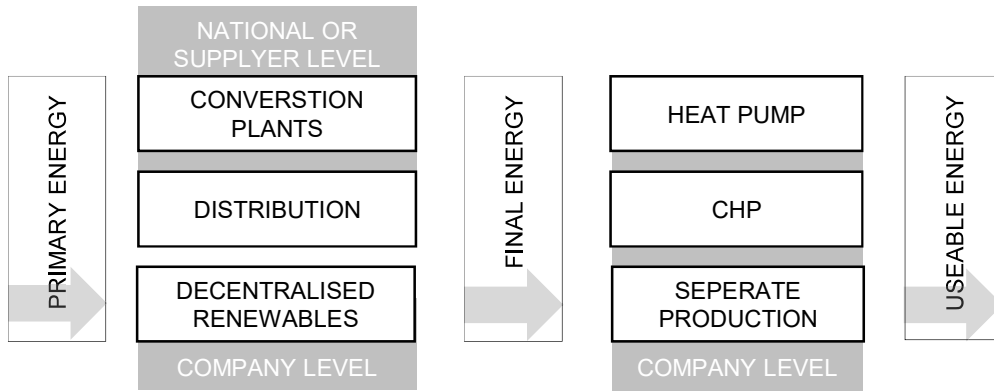 PRIMARY ENERGY
NATIONAL OR
SUPPLYER LEVEL
CONVERSTION
PLANTS
DISTRIBUTION
DECENTRALISED
RENEWABLES
COMPANY LEVEL
FINAL ENERGY
HEAT PUMP
CHP
SEPERATE
PRODUCTION
COMPANY LEVEL
USEABLE ENERGY